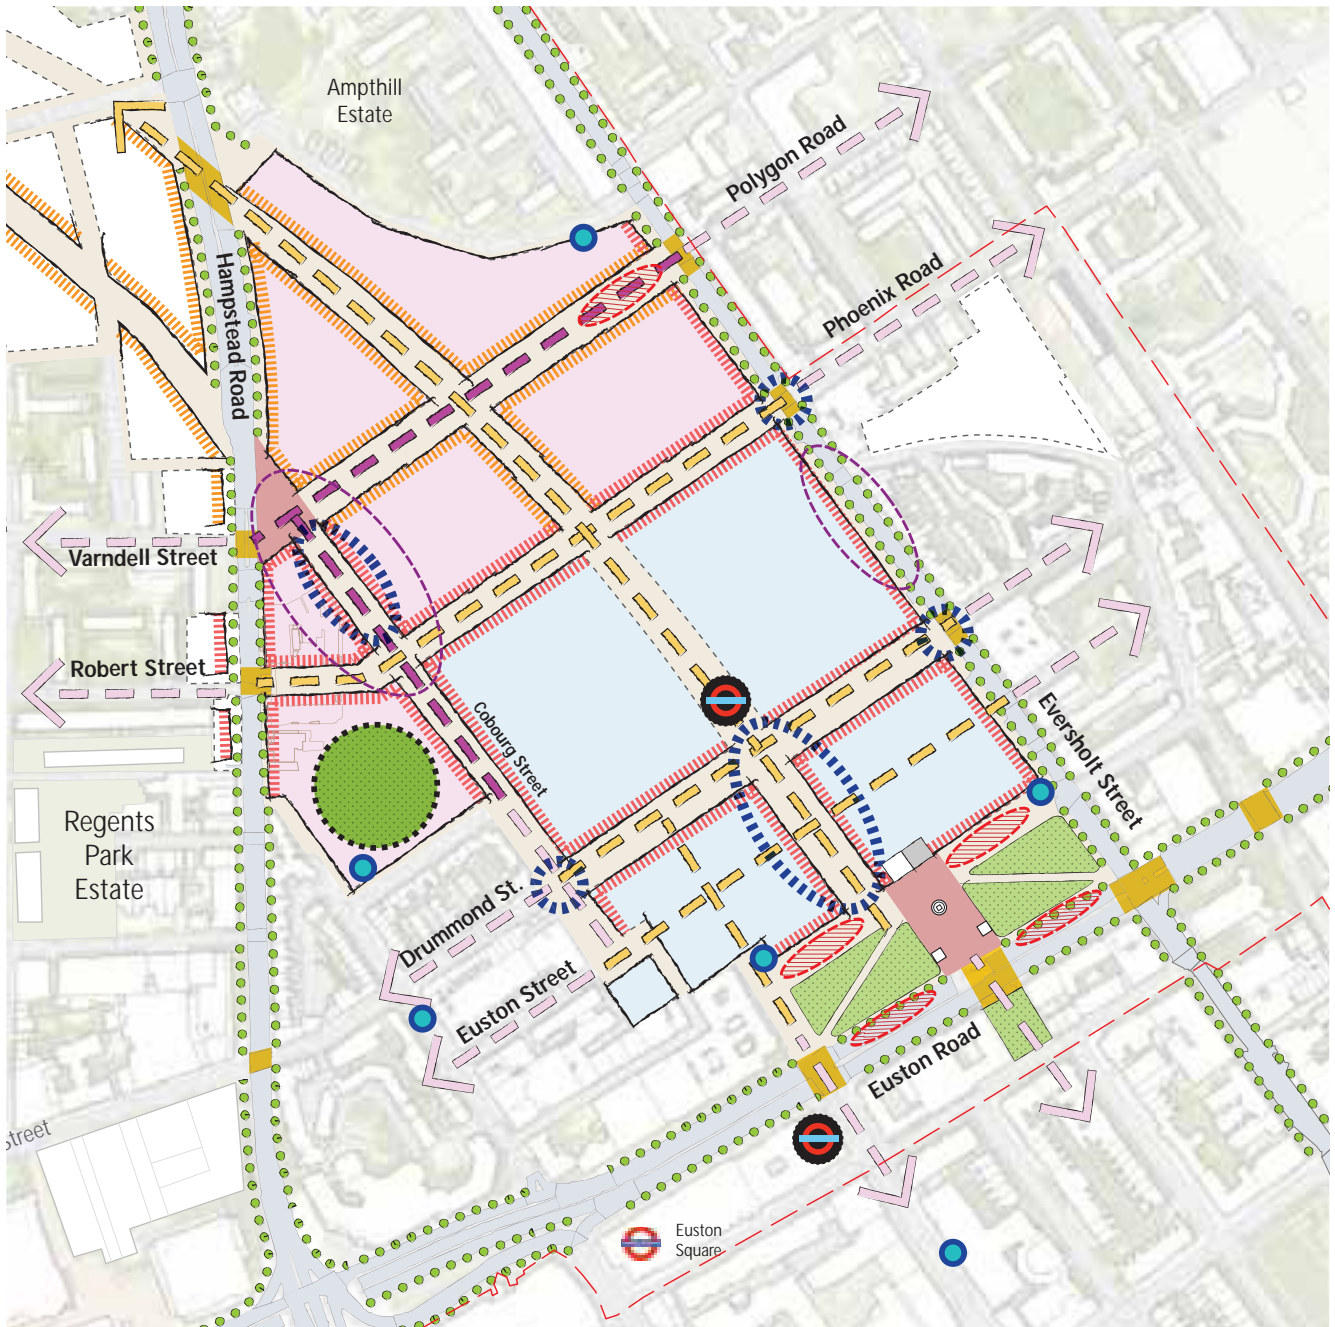 Ampthill
Estate
Polygon Road
Phoenix Road
Hampstead Road
Varndell Street
Robert Street
Cobourg Street
Eversholt Street
Regents
Park
Estate
Drummond St.
Euston Street
Euston Road
Street
Euston
Square